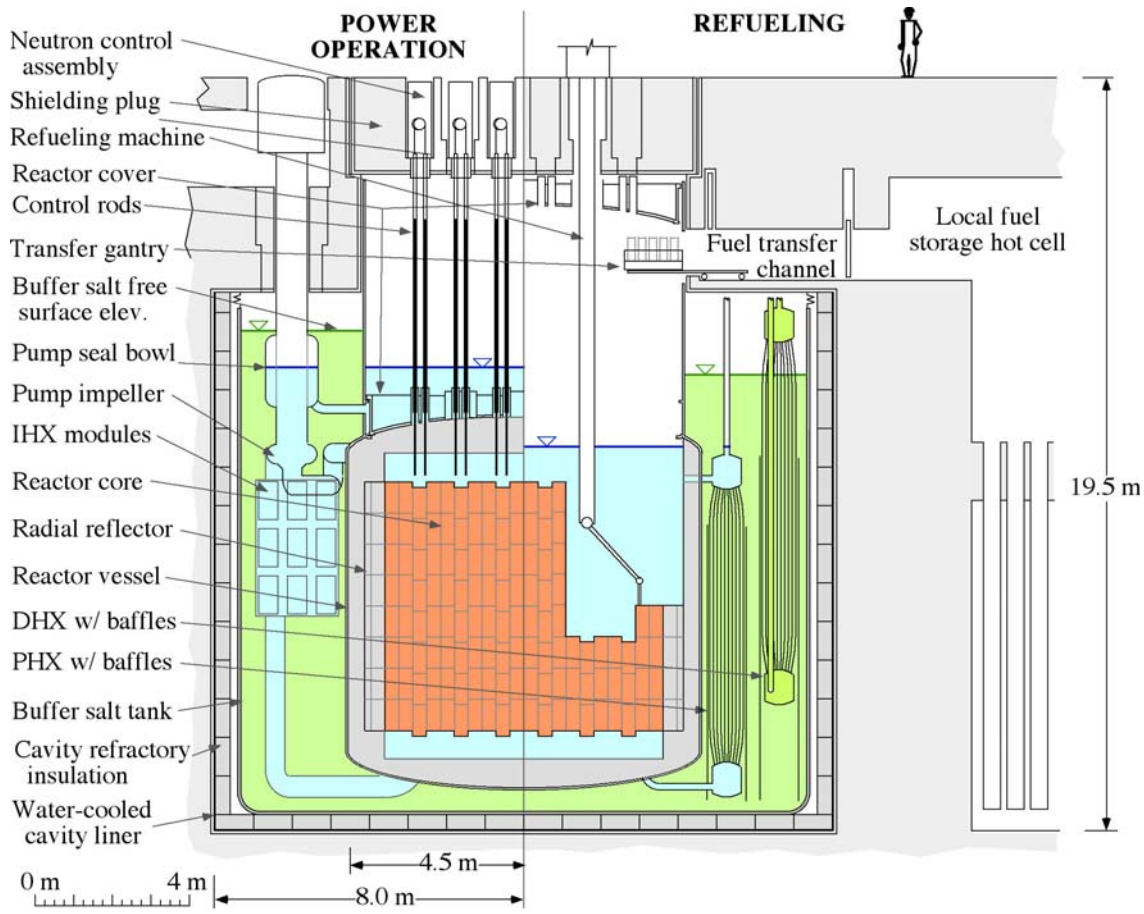 POWER
OPERATION
REFUELING
Neutron control
assembly
Shielding plug
Refueling machine
Reactor cover
Control rods
Transfer gantry
Buffer salt free
surface elev.
Pump seal bowl
Pump impeller
IHX modules
Reactor core
Radial reflector
Reactor vessel
DHX w/ baffles
PHX w/ baffles
Buffer salt tank
Cavity refractory
insulation
Water-cooled
cavity liner
Fuel transfer
channel
Local fuel
storage hot cell
19.5 m
4.5 m
0 m
4 m
8.0 m